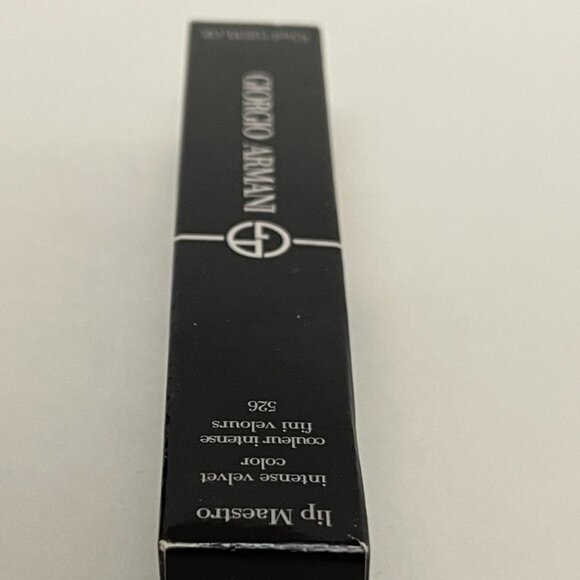 lip Maestro
intense velvet
color
couleur intense
fini velours
526
GIORGIO ARMANI